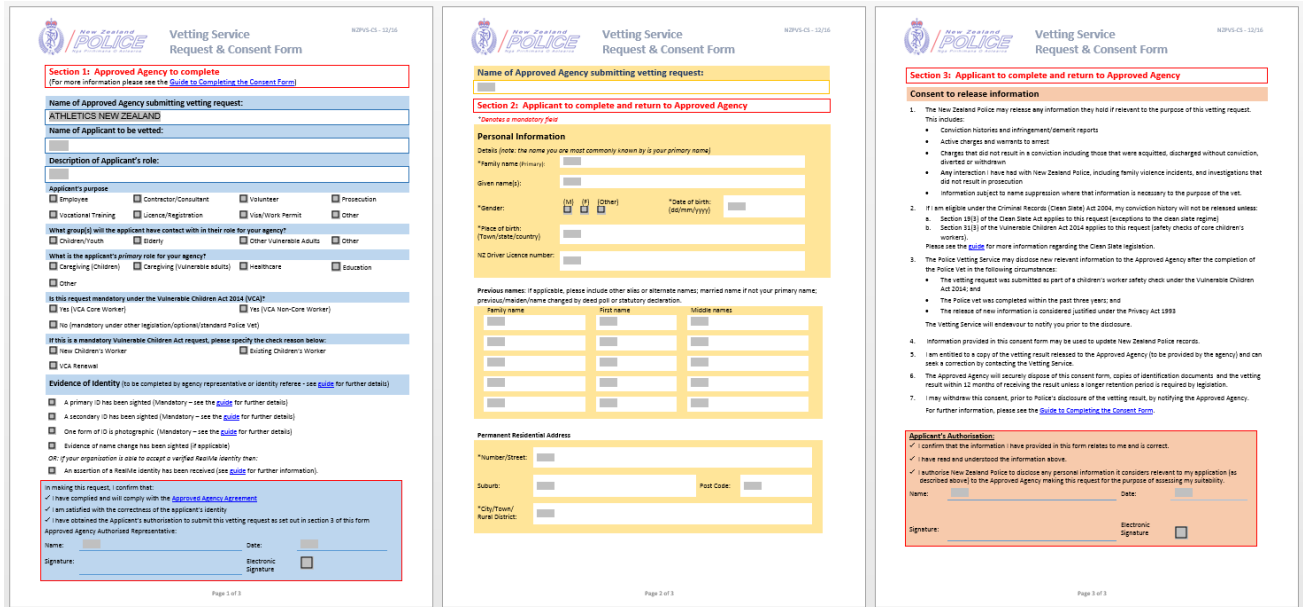 New Zealand
POLICE
Ngā Pirihimana o Aotearoa
Vetting Service
Request & Consent Form
NZPVS-CS - 12/16
Section 1: Approved Agency to complete
(For more information please see the Guide to Completing the Consent Form)
Name of Approved Agency submitting vetting request:
ATHLETICS NEW ZEALAND
Name of Applicant to be vetted:
Description of Applicant's role:
Applicant's purpose
Employee Contractor/Consultant Volunteer Prosecution
Vocational Training Licence/Registration Visa/Work Permit Other
What group(s) will the applicant have contact with in their role for your agency?
Children/Youth Elderly Other Vulnerable Adults Other
What is the applicant's primary role for your agency?
Caregiving (Children) Caregiving (Vulnerable adults) Healthcare Education
Other
Is this request mandatory under the Vulnerable Children Act 2014 (VCA)?
Yes (VCA Core Worker) Yes (VCA Non-Core Worker)
No (mandatory under other legislation/optional/standard Police Vet)
If this is a mandatory Vulnerable Children Act request, please specify the check reason below:
New Children's Worker Existing Children's Worker
VCA Renewal
Evidence of Identity (to be completed by agency representative or identity referee - see guide for further details)
A primary ID has been sighted (Mandatory – see the guide for further details)
A secondary ID has been sighted (Mandatory – see the guide for further details)
One form of ID is photographic (Mandatory – see the guide for further details)
Evidence of name change has been sighted (if applicable)
OR: if your organisation is able to accept a verified RealMe identity then:
An assertion of a RealMe identity has been received (see guide for further information).
In making this request, I confirm that:
✓ I have complied and will comply with the Approved Agency Agreement
✓ I am satisfied with the correctness of the applicant's identity
✓ I have obtained the Applicant's authorisation to submit this vetting request as set out in section 3 of this form
Approved Agency Authorised Representative:
Name: Date:
Signature: Electronic
Signature
Page 1 of 3
New Zealand
POLICE
Ngā Pirihimana o Aotearoa
Vetting Service
Request & Consent Form
NZPVS-CS - 12/16
Name of Approved Agency submitting vetting request:
Section 2: Applicant to complete and return to Approved Agency
*Denotes a mandatory field
Personal Information
Details (note: the name you are most commonly known by is your primary name)
*Family name (Primary):
Given name(s):
*Gender: (M) (F) (Other) *Date of birth:
(dd/mm/yyyy)
*Place of birth:
(Town/state/country)
NZ Driver Licence number:
Previous names: If applicable, please include other alias or alternate names; married name if not your primary name;
previous/maiden/name changed by deed poll or statutory declaration.
Family name First name Middle names
Permanent Residential Address
*Number/Street:
Suburb: Post Code:
*City/Town/
Rural District:
Page 2 of 3
New Zealand
POLICE
Ngā Pirihimana o Aotearoa
Vetting Service
Request & Consent Form
NZPVS-CS - 12/16
Section 3: Applicant to complete and return to Approved Agency
Consent to release information
1. The New Zealand Police may release any information they hold if relevant to the purpose of this vetting request.
This includes:
• Conviction histories and infringement/demerit reports
• Active charges and warrants to arrest
• Charges that did not result in a conviction including those that were acquitted, discharged without conviction,
diverted or withdrawn
• Any interaction I have had with New Zealand Police, including family violence incidents, and investigations that
did not result in prosecution
• Information subject to name suppression where that information is necessary to the purpose of the vet.
2. If I am eligible under the Criminal Records (Clean Slate) Act 2004, my conviction history will not be released unless:
a. Section 19(3) of the Clean Slate Act applies to this request (exceptions to the clean slate regime)
b. Section 31(3) of the Vulnerable Children Act 2014 applies to this request (safety checks of core children's
workers).
Please see the guide for more information regarding the Clean Slate legislation.
3. The Police Vetting Service may disclose new relevant information to the Approved Agency after the completion of
the Police Vet in the following circumstances:
• The vetting request was submitted as part of a children's worker safety check under the Vulnerable Children
Act 2014; and
• The Police vet was completed within the past three years; and
• The release of new information is considered justified under the Privacy Act 1993
The Vetting Service will endeavour to notify you prior to the disclosure.
4. Information provided in this consent form may be used to update New Zealand Police records.
5. I am entitled to a copy of the vetting result released to the Approved Agency (to be provided by the agency) and can
seek a correction by contacting the Vetting Service.
6. The Approved Agency will securely dispose of this consent form, copies of identification documents and the vetting
result within 12 months of receiving the result unless a longer retention period is required by legislation.
7. I may withdraw this consent, prior to Police's disclosure of the vetting result, by notifying the Approved Agency.
For further information, please see the Guide to Completing the Consent Form.
Applicant's Authorisation:
✓ I confirm that the information I have provided in this form relates to me and is correct.
✓ I have read and understood the information above.
✓ I authorise New Zealand Police to disclose any personal information it considers relevant to my application (as
described above) to the Approved Agency making this request for the purpose of assessing my suitability.
Name: Date:
Signature: Electronic
Signature
Page 3 of 3